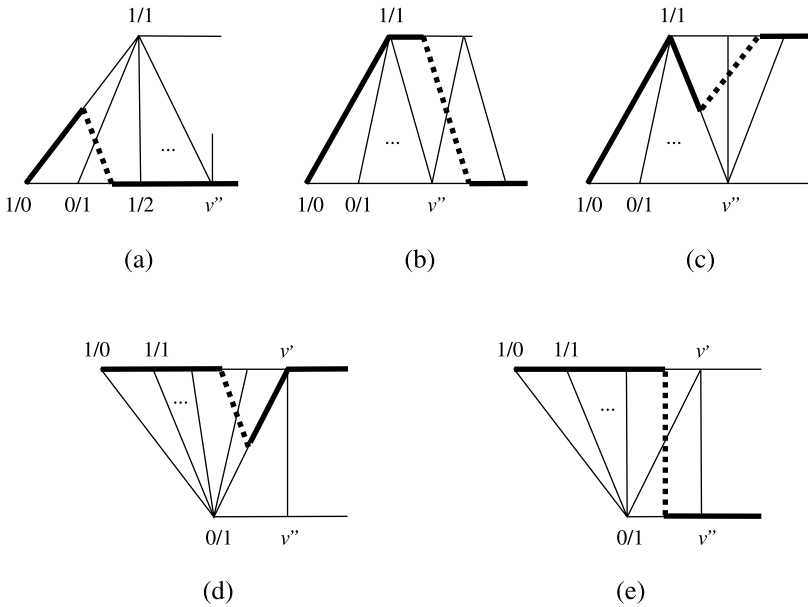 1/1 1/1 1/1
... ... ...
1/0 0/1 1/2 v” 1/0 0/1 v” 1/0 0/1 v”
(a) (b) (c)
1/0 1/1 v’ 1/0 1/1 v’
... ...
0/1 v” 0/1 v”
(d) (e)